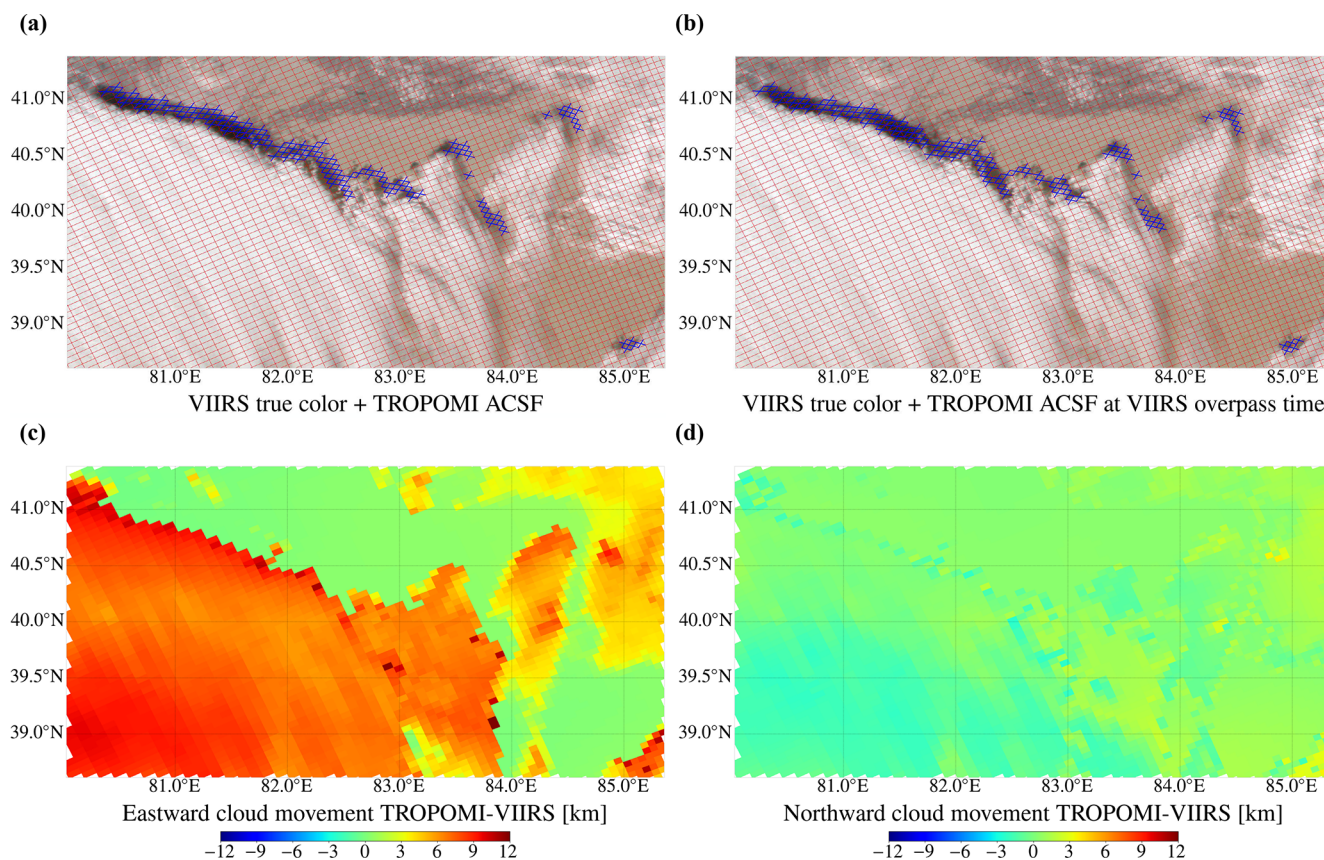 (a)
(b)
41.0°N
40.5°N
40.0°N
39.5°N
39.0°N
81.0°E 82.0°E 83.0°E 84.0°E 85.0°E
VIIRS true color + TROPOMI ACSF
41.0°N
40.5°N
40.0°N
39.5°N
39.0°N
81.0°E 82.0°E 83.0°E 84.0°E 85.0°E
VIIRS true color + TROPOMI ACSF at VIIRS overpass time
(c)
(d)
41.0°N
40.5°N
40.0°N
39.5°N
39.0°N
81.0°E 82.0°E 83.0°E 84.0°E 85.0°E
Eastward cloud movement TROPOMI-VIIRS [km]
−12 −9 −6 −3 0 3 6 9 12
41.0°N
40.5°N
40.0°N
39.5°N
39.0°N
81.0°E 82.0°E 83.0°E 84.0°E 85.0°E
Northward cloud movement TROPOMI-VIIRS [km]
−12 −9 −6 −3 0 3 6 9 12